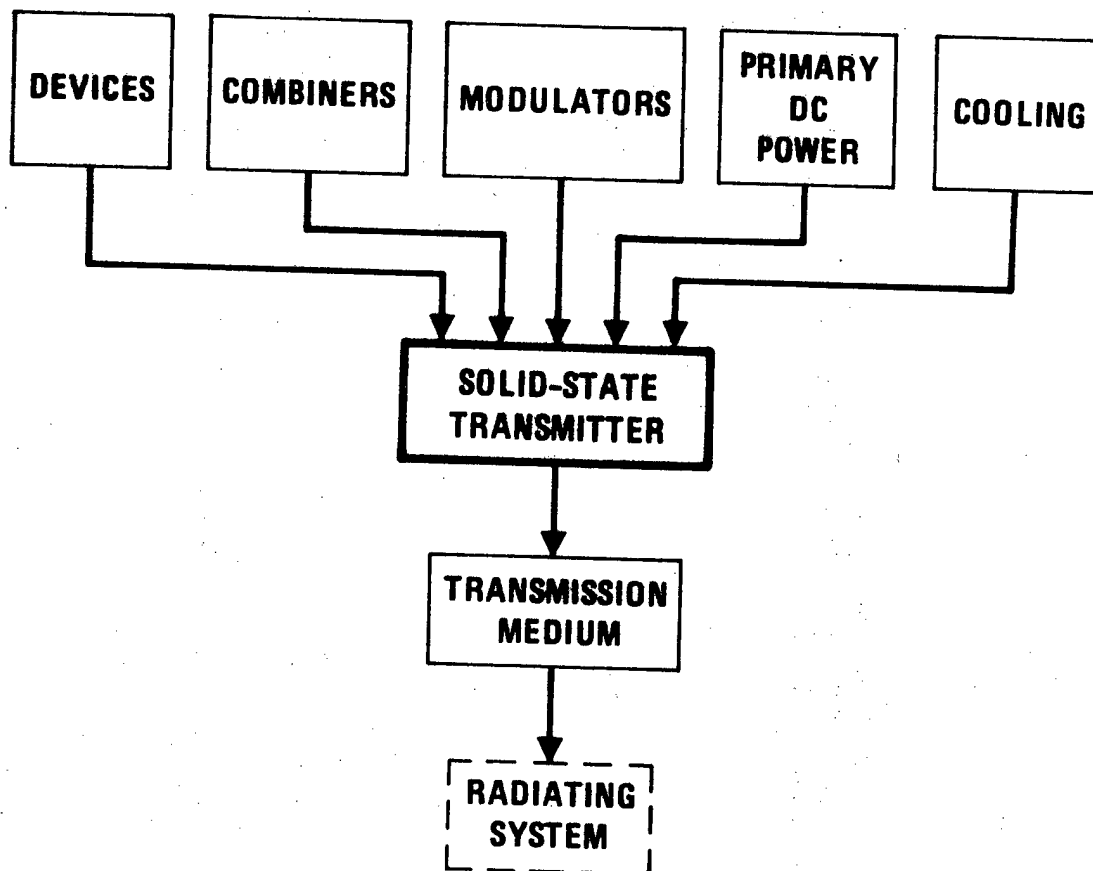 DEVICES
COMBINERS
MODULATORS
PRIMARY
DC
POWER
COOLING
SOLID-STATE
TRANSMITTER
TRANSMISSION
MEDIUM
RADIATING
SYSTEM